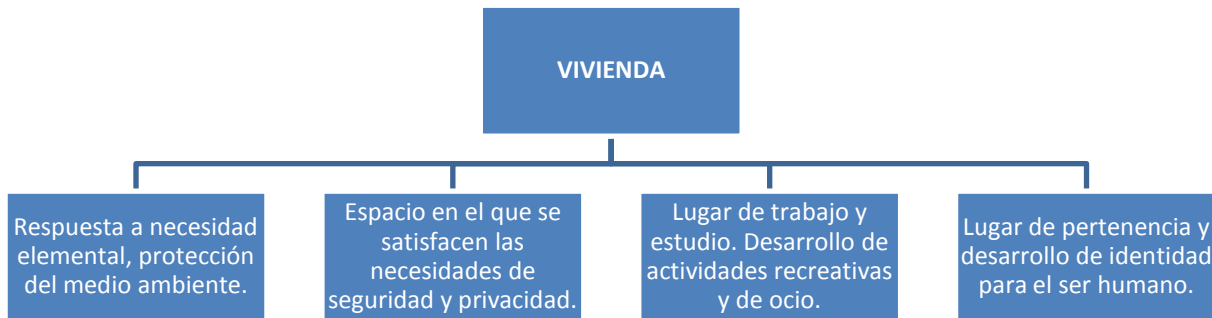 VIVIENDA
Respuesta a necesidad
elemental, protección
del medio ambiente.
Espacio en el que se
satisfacen las
necesidades de
seguridad y privacidad.
Lugar de trabajo y
estudio. Desarrollo de
actividades recreativas
y de ocio.
Lugar de pertenencia y
desarrollo de identidad
para el ser humano.